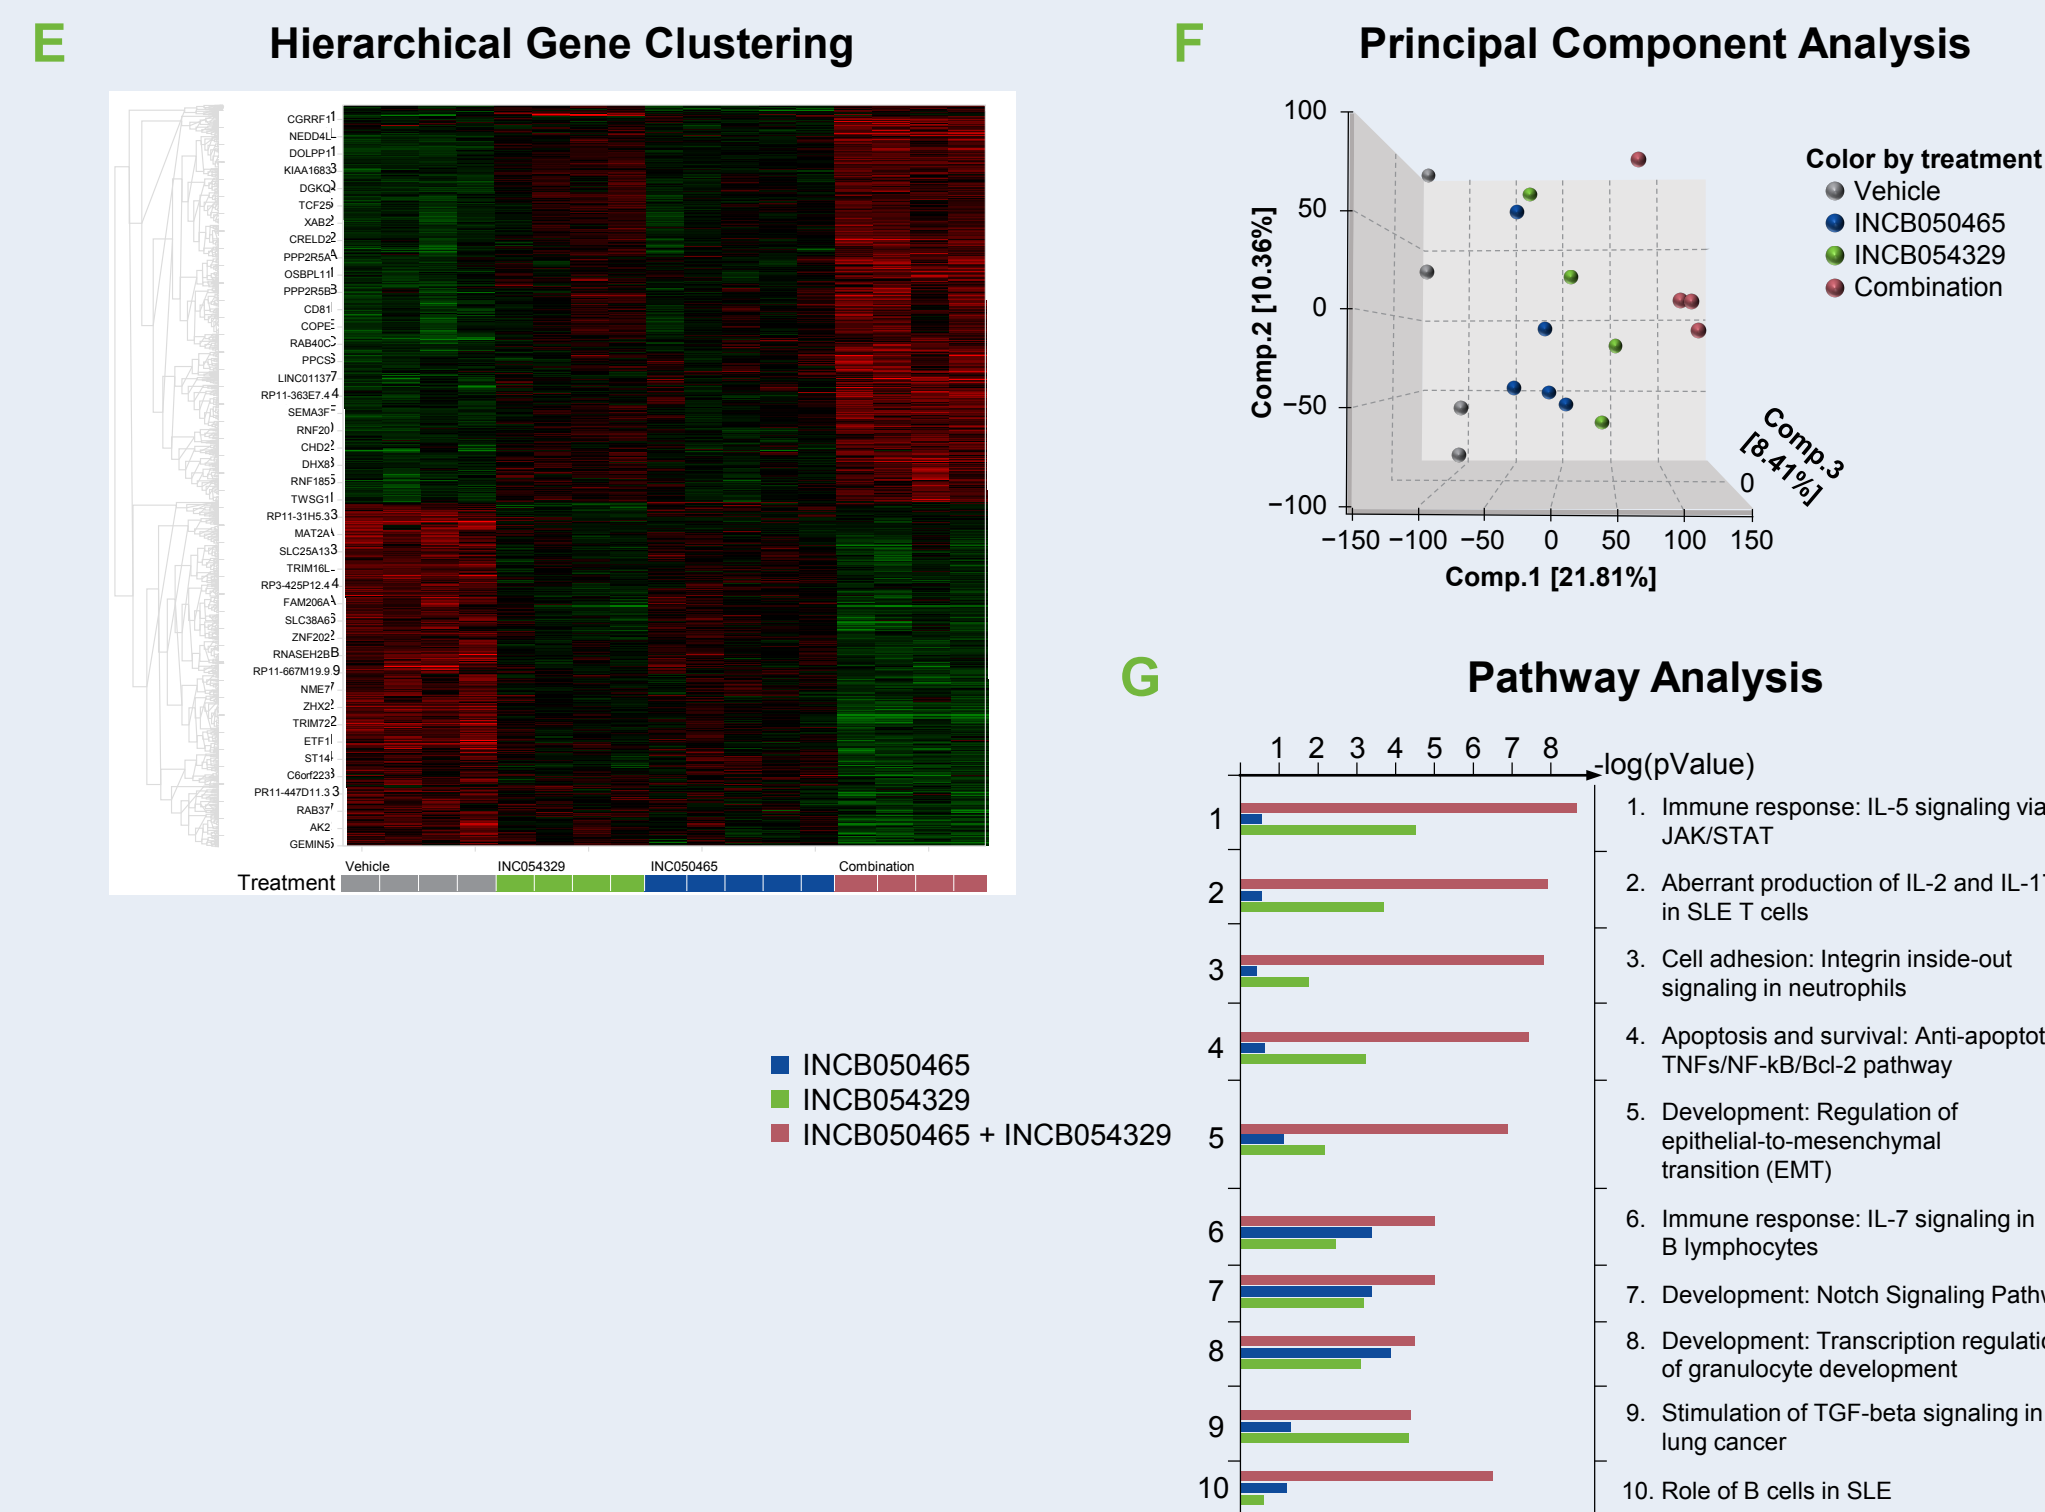 E
Hierarchical Gene Clustering
CGRRF1
NEDD4L
DOLPP1
KIAA1683
DGKQ
TCF25
XAB2
CRELD2
PPP2R5A
OSBPL11
PPP2R5B
CD81
COPE
RAB40C
PPCS
LINC01137
RP11-363E7.4
SEMA3F
RNF20
CHD2
DHX8
RNF185
TWSG1
RP11-31H5.3
MAT2A
SLC25A13
TRIM16L
RP3-425P12.4
FAM206A
SLC38A6
ZNF202
RNASEH2B
RP11-667M19.9
NME7
ZHX2
TRIM72
ETF1
ST14
C6orf223
PR11-447D11.3
RAB37
AK2
GEMIN5
Vehicle INC054329 INC050465 Combination
Treatment
INCB050465
INCB054329
INCB050465 + INCB054329
F
Principal Component Analysis
100
50
0
−50
−100
Comp.2 [10.36%]
−150 −100 −50 0 50 100 150
Comp.1 [21.81%]
0
Comp.3
[8.41%]
Color by treatment
Vehicle
INCB050465
INCB054329
Combination
G
Pathway Analysis
1 2 3 4 5 6 7 8
-log(pValue)
1
2
3
4
5
6
7
8
9
10
1. Immune response: IL-5 signaling via
JAK/STAT
2. Aberrant production of IL-2 and IL-17
in SLE T cells
3. Cell adhesion: Integrin inside-out
signaling in neutrophils
4. Apoptosis and survival: Anti-apoptot
TNFs/NF-kB/Bcl-2 pathway
5. Development: Regulation of
epithelial-to-mesenchymal
transition (EMT)
6. Immune response: IL-7 signaling in
B lymphocytes
7. Development: Notch Signaling Pathw
8. Development: Transcription regulatio
of granulocyte development
9. Stimulation of TGF-beta signaling in
lung cancer
10. Role of B cells in SLE